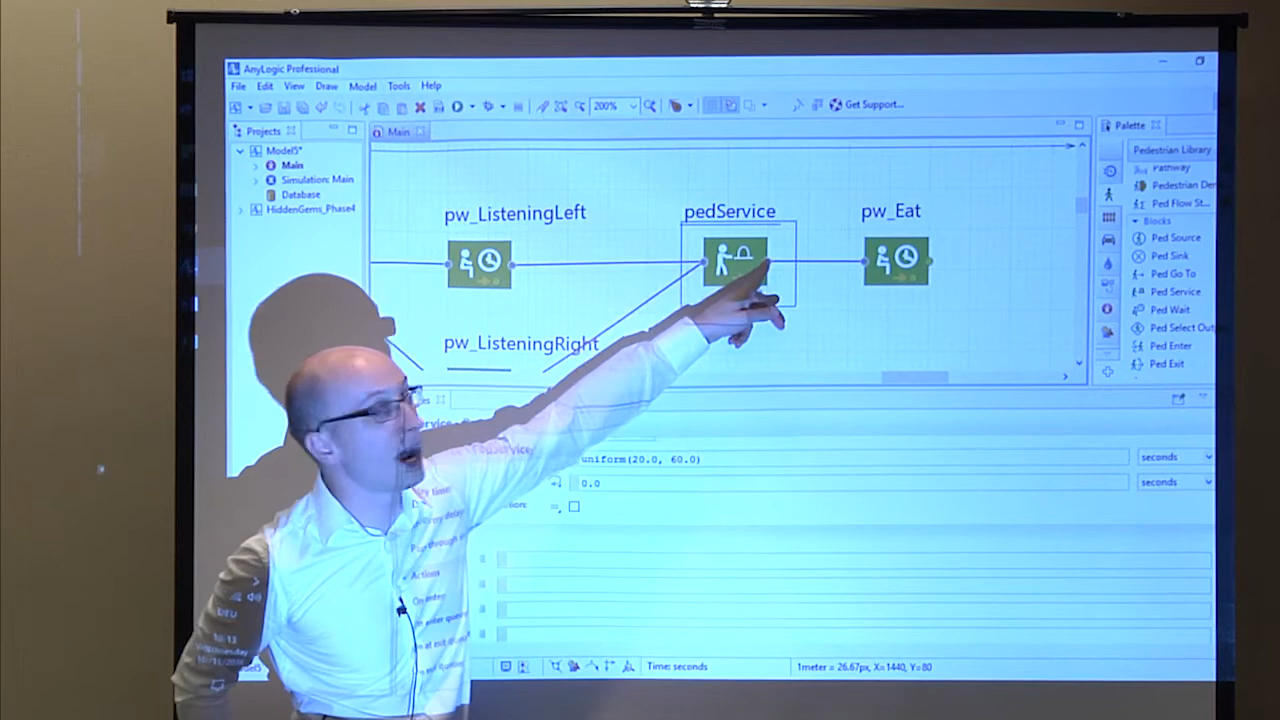 AnyLogic Professional
File Edit View Draw Model Tools Help
200% Get Support...
Projects Main Palette
Model5*
Main
Simulation: Main
Database
HiddenGems_Phase4
Pedestrian Library
Pathway
Pedestrian Den
Ped Flow St...
Blocks
Ped Source
Ped Sink
Ped Go To
Ped Service
Ped Wait
Ped Select Out
Ped Enter
Ped Exit
pw_ListeningLeft pedService pw_Eat
pw_ListeningRight
uniform(20.0, 60.0) seconds
0.0 seconds
Actions
On enter
Time: seconds 1meter = 26.67px, X=1440, Y=80